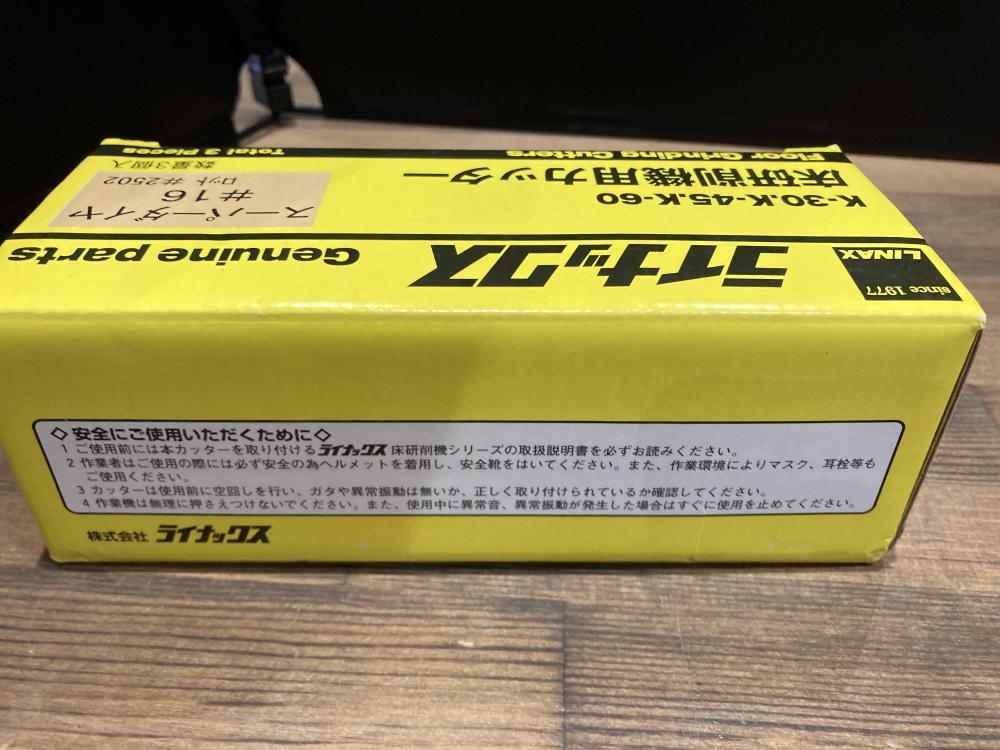 since 1977
LINAX
ライナックス
Genuine parts
K-30.K-45.K-60
床研削機用カッター
スーパーダイヤ
#16
ロット #2502
数量3個入
Floor Grinding Cutters
Total 3 Pieces
◇安全にご使用いただくために◇
1 ご使用前には本カッターを取り付けるライナックス床研削機シリーズの取扱説明書を必ずお読みください。
2 作業者はご使用の際には必ず安全の為ヘルメットを着用し、安全靴をはいてください。また、作業環境によりマスク、耳栓等も
ご使用ください。
3 カッターは使用前に空回しを行い、ガタや異常振動は無いか、正しく取り付けられているか確認してください。
4 作業機は無理に押さえつけないでください。また、使用中に異常音、異常振動が発生した場合はすぐに使用を止めてください。
株式会社 ライナックス